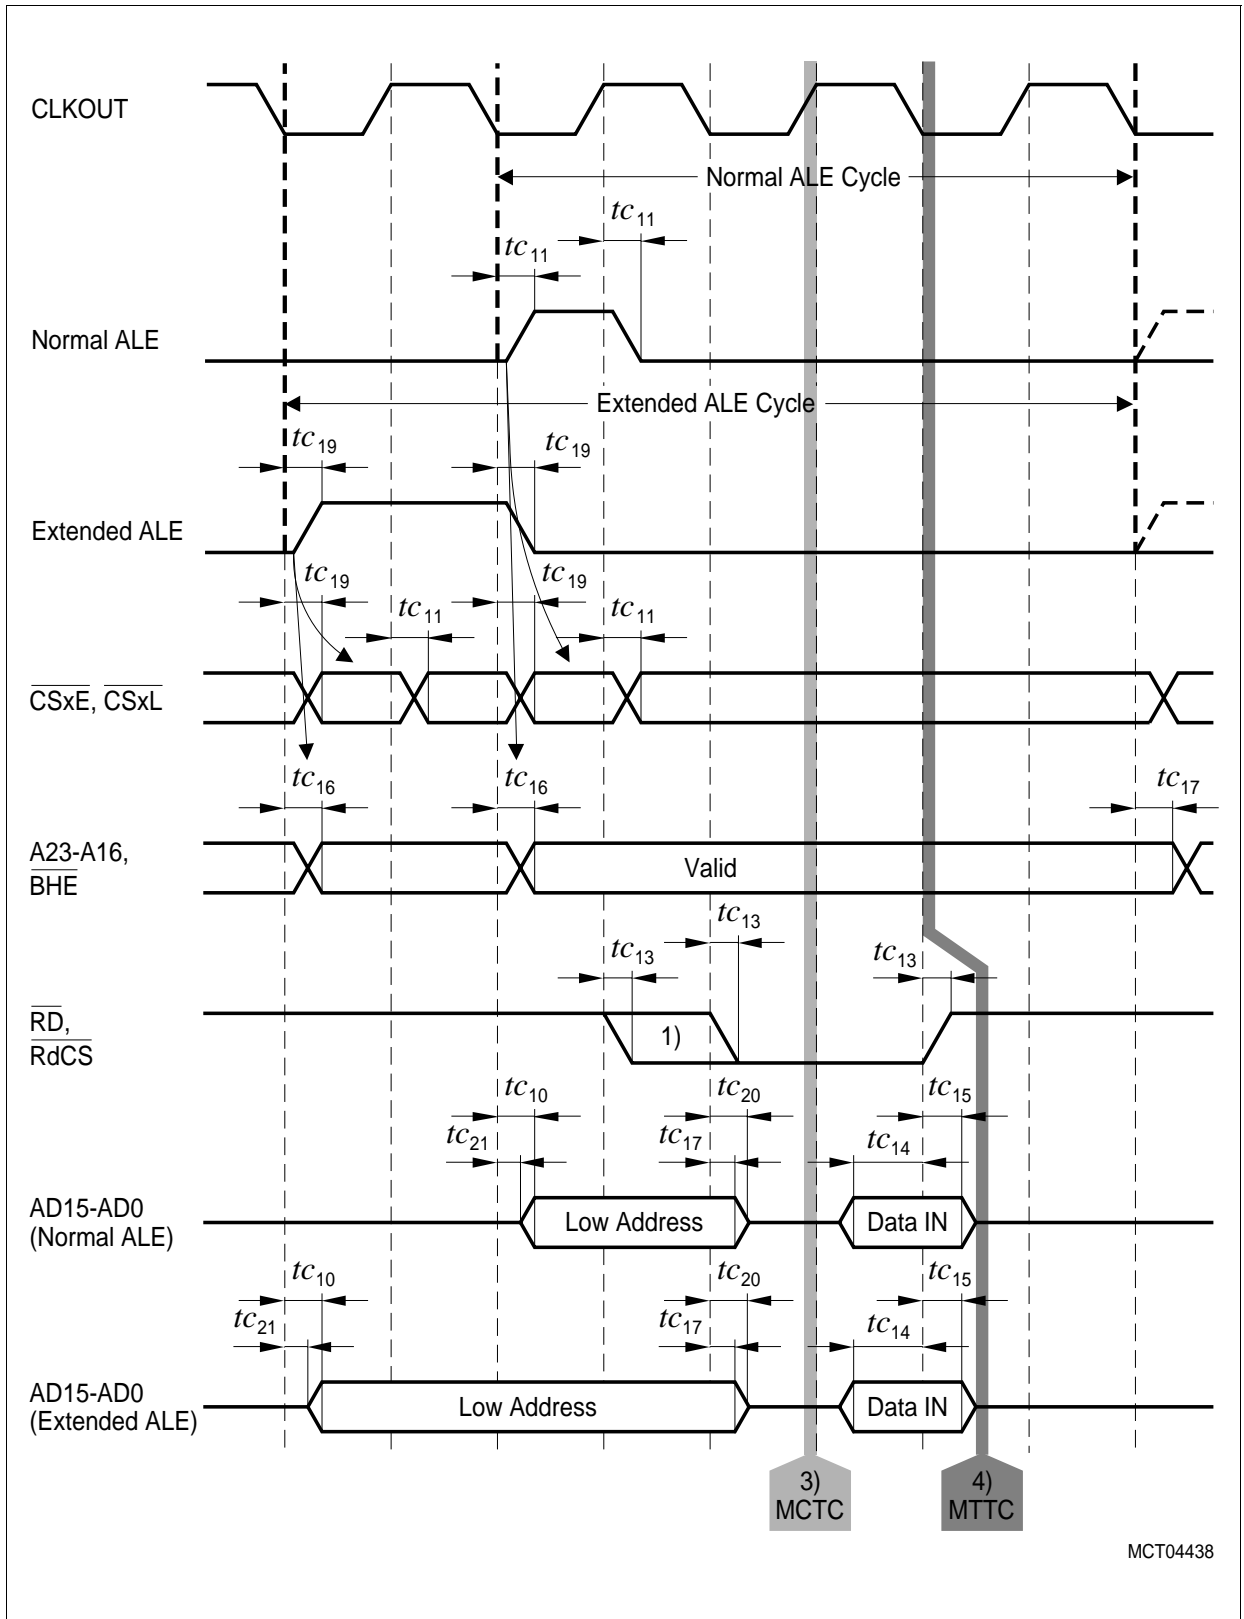 CLKOUT
Normal ALE Cycle
tc11
tc11
Normal ALE
Extended ALE Cycle
tc19
tc19
Extended ALE
tc19
tc19
tc11
tc11
CSxE, CSxL
tc16
tc16
tc17
A23-A16,
BHE
Valid
tc13
tc13
tc13
RD,
RdCS
1)
tc10
tc20
tc15
tc21
tc17
tc14
AD15-AD0
(Normal ALE)
Low Address
Data IN
tc10
tc20
tc15
tc21
tc17
tc14
AD15-AD0
(Extended ALE)
Low Address
Data IN
3)
MCTC
4)
MTTC
MCT04438